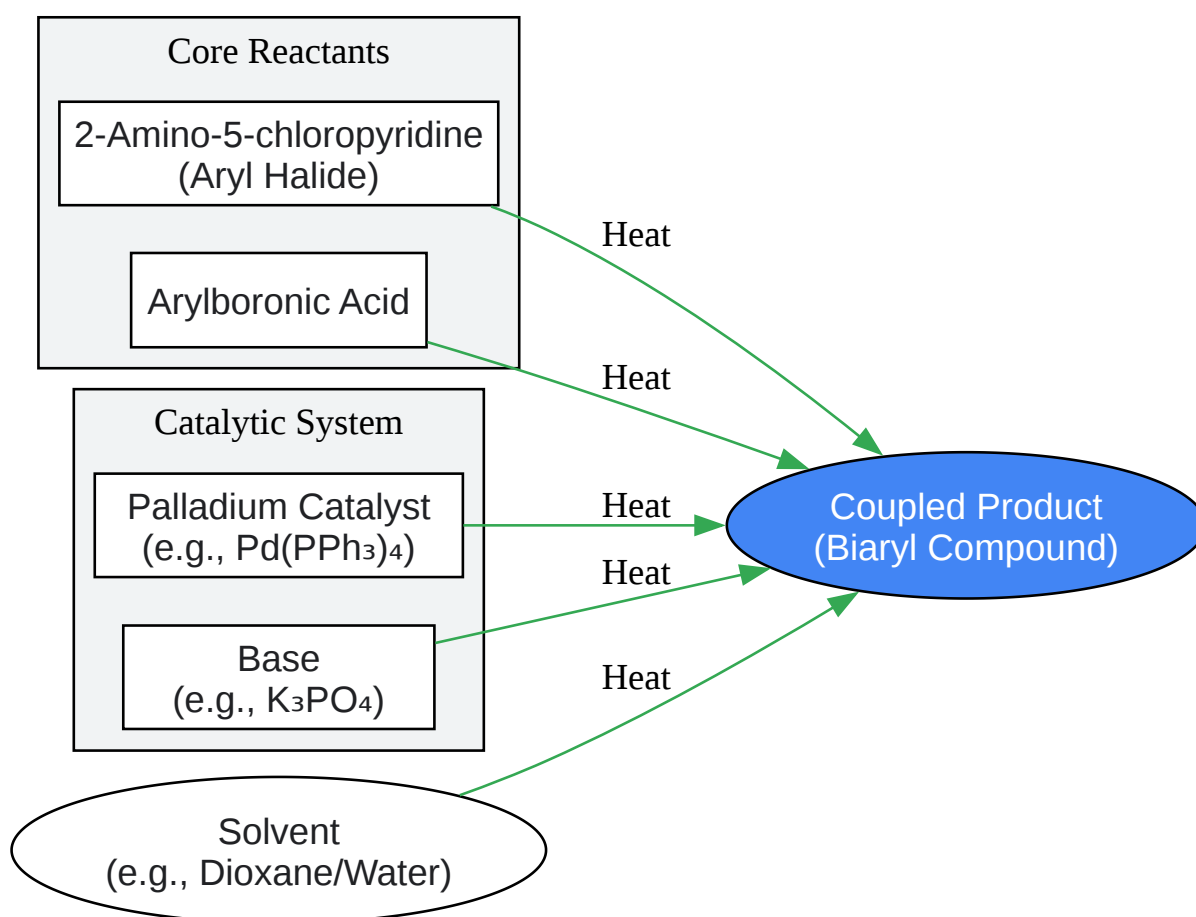 Core Reactants
2-Amino-5-chloropyridine
(Aryl Halide)
Arylboronic Acid
Catalytic System
Palladium Catalyst
(e.g., Pd(PPh₃)₄)
Base
(e.g., K₃PO₄)
Solvent
(e.g., Dioxane/Water)
Heat
Heat
Heat
Heat
Heat
Coupled Product
(Biaryl Compound)